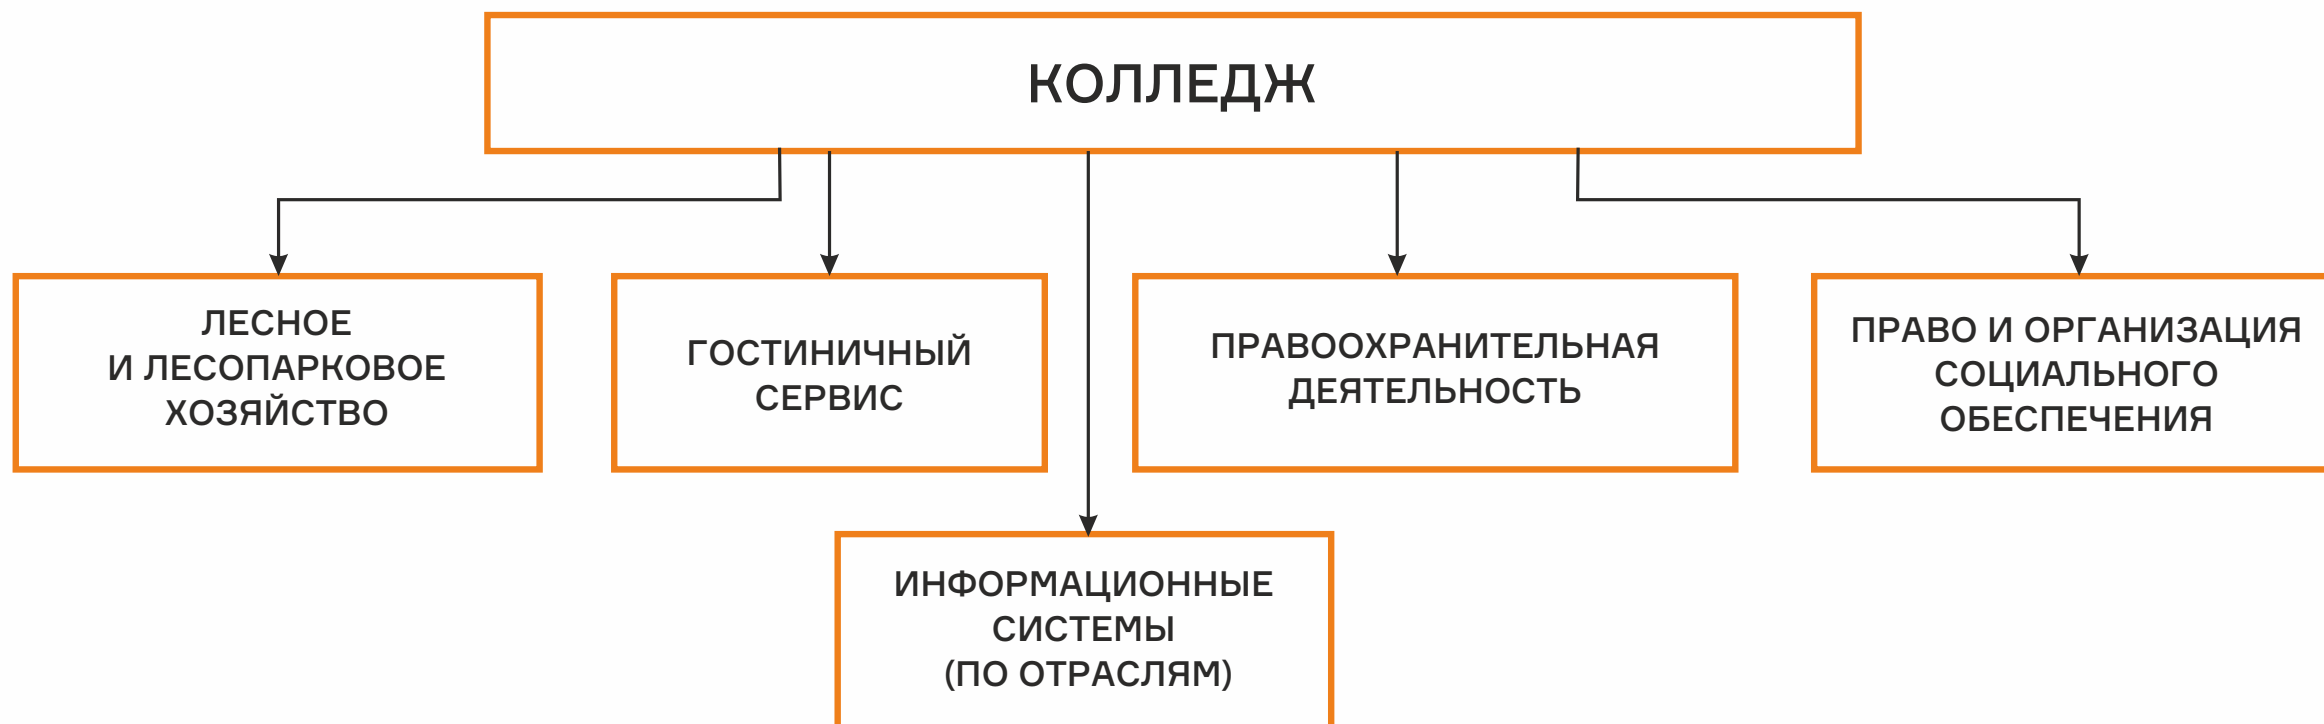 КОЛЛЕДЖ
ЛЕСНОЕ
И ЛЕСОПАРКОВОЕ
ХОЗЯЙСТВО
ГОСТИНИЧНЫЙ
СЕРВИС
ПРАВООХРАНИТЕЛЬНАЯ
ДЕЯТЕЛЬНОСТЬ
ПРАВО И ОРГАНИЗАЦИЯ
СОЦИАЛЬНОГО
ОБЕСПЕЧЕНИЯ
ИНФОРМАЦИОННЫЕ
СИСТЕМЫ
(ПО ОТРАСЛЯМ)